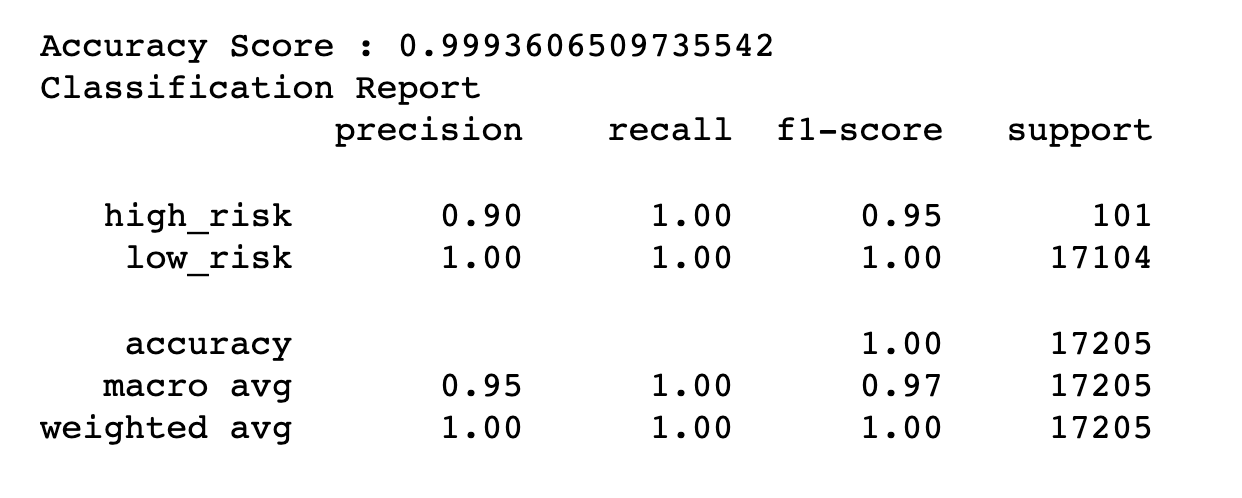 Accuracy Score : 0.9993606509735542
Classification Report
precision recall f1-score support
high_risk 0.90 1.00 0.95 101
low_risk 1.00 1.00 1.00 17104
accuracy 1.00 17205
macro avg 0.95 1.00 0.97 17205
weighted avg 1.00 1.00 1.00 17205